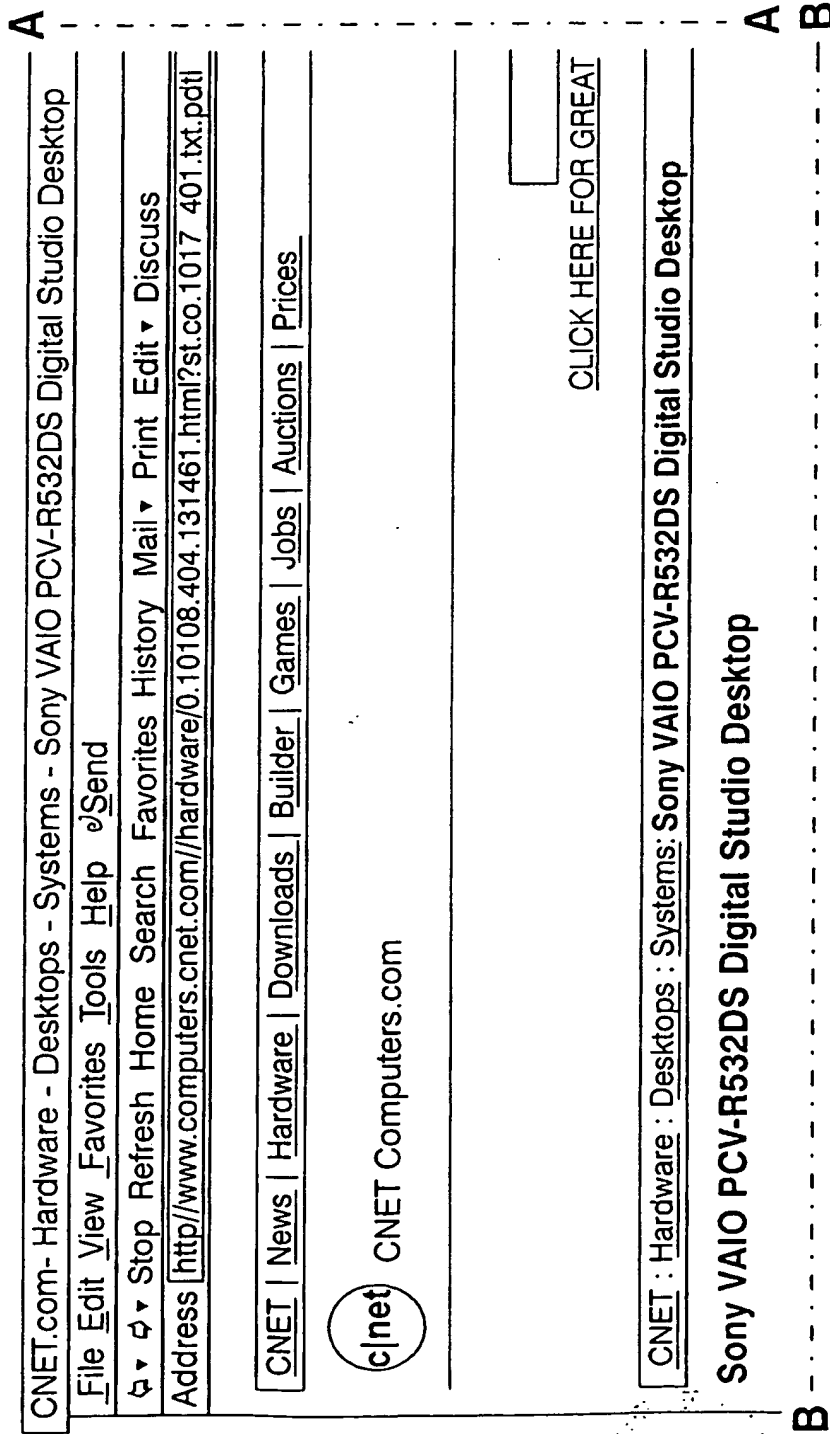 A
CNET.com- Hardware - Desktops - Systems - Sony VAIO PCV-R532DS Digital Studio Desktop
File Edit View Favorites Tools Help Send
Stop Refresh Home Search Favorites History Mail Print Edit Discuss
Address http//www.computers.cnet.com//hardware/0.10108.404.131461.html?st.co.1017 401.txt.pdtl
CNET | News | Hardware | Downloads | Builder | Games | Jobs | Auctions | Prices
c|net CNET Computers.com
CLICK HERE FOR GREAT
CNET : Hardware : Desktops : Systems: Sony VAIO PCV-R532DS Digital Studio Desktop
Sony VAIO PCV-R532DS Digital Studio Desktop
A
B
B